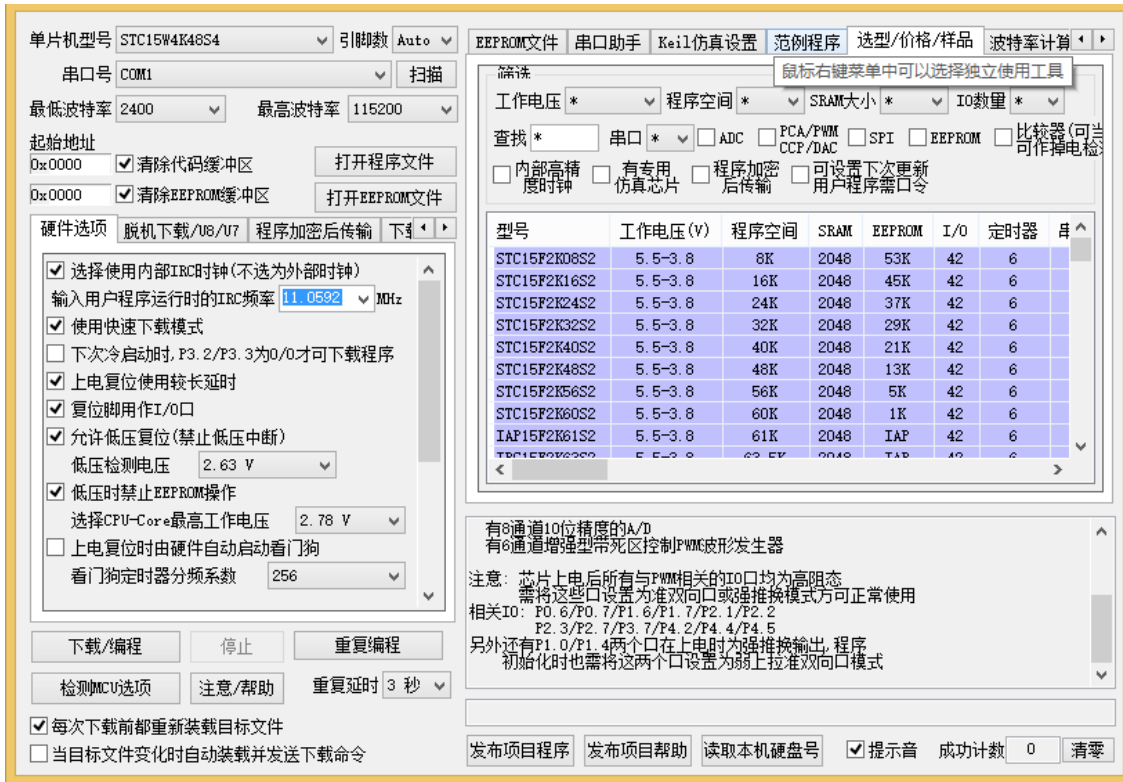 单片机型号 STC15W4K48S4 引脚数 Auto
串口号 COM1 扫描
最低波特率 2400 最高波特率 115200
起始地址
0x0000 清除代码缓冲区 打开程序文件
0x0000 清除EEPROM缓冲区 打开EEPROM文件
硬件选项 脱机下载/U8/U7 程序加密后传输
选择使用内部IRC时钟(不选为外部时钟)
输入用户程序运行时的IRC频率 11.0592 MHz
使用快速下载模式
下次冷启动时,P3.2/P3.3为0/0才可下载程序
上电复位使用较长延时
复位脚用作I/O口
允许低压复位(禁止低压中断)
低压检测电压 2.63 V
低压时禁止EEPROM操作
选择CPU-Core最高工作电压 2.78 V
上电复位时由硬件自动启动看门狗
看门狗定时器分频系数 256
下载/编程 停止 重复编程
检测MCU选项 注意/帮助 重复延时 3 秒
每次下载前都重新装载目标文件
当目标文件变化时自动装载并发送下载命令
EEPROM文件 串口助手 Keil仿真设置 范例程序 选型/价格/样品 波特率计算
筛选
鼠标右键菜单中可以选择独立使用工具
工作电压 * 程序空间 * SRAM大小 * IO数量 *
查找 * 串口 * ADC PCA/PWM CCP/DAC SPI EEPROM 比较器(可当 可作掉电检
内部高精度时钟 有专用仿真芯片 程序加密后传输 可设置下次更新用户程序需口令
型号 工作电压(V) 程序空间 SRAM EEPROM I/O 定时器
STC15F2K08S2 5.5-3.8 8K 2048 53K 42 6
STC15F2K16S2 5.5-3.8 16K 2048 45K 42 6
STC15F2K24S2 5.5-3.8 24K 2048 37K 42 6
STC15F2K32S2 5.5-3.8 32K 2048 29K 42 6
STC15F2K40S2 5.5-3.8 40K 2048 21K 42 6
STC15F2K48S2 5.5-3.8 48K 2048 13K 42 6
STC15F2K56S2 5.5-3.8 56K 2048 5K 42 6
STC15F2K60S2 5.5-3.8 60K 2048 1K 42 6
IAP15F2K61S2 5.5-3.8 61K 2048 IAP 42 6
有8通道10位精度的A/D
有6通道增强型带死区控制PWM波形发生器
注意: 芯片上电后所有与PWM相关的IO口均为高阻态
需将这些口设置为准双向口或强推挽模式方可正常使用
相关IO: P0.6/P0.7/P1.6/P1.7/P2.1/P2.2
P2.3/P2.7/P3.7/P4.2/P4.4/P4.5
另外还有P1.0/P1.4两个口在上电时为强推挽输出,程序
初始化时也需将这两个口设置为弱上拉准双向口模式
发布项目程序 发布项目帮助 读取本机硬盘号 提示音 成功计数 0 清零